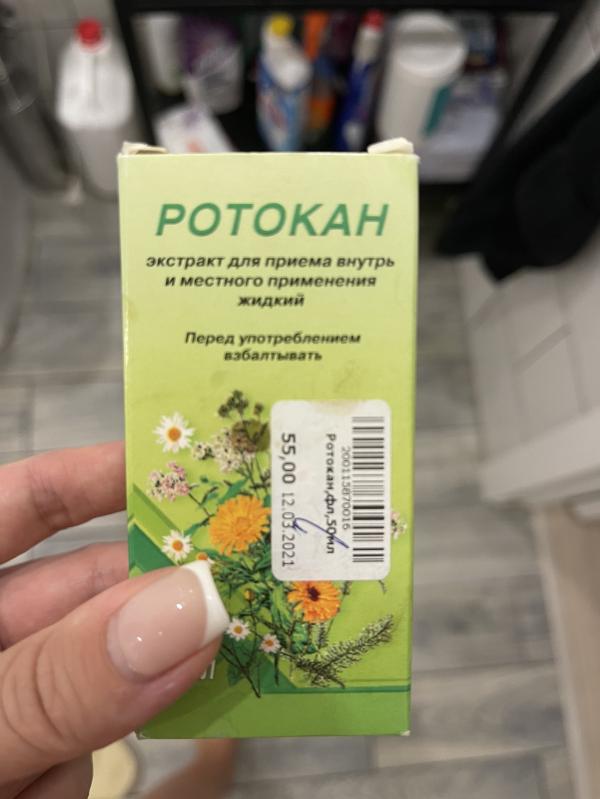 РОТОКАН
экстракт для приема внутрь
и местного применения
жидкий
Перед употреблением
взбалтывать
2001158870016
Ротокан,фл,50мл
55,00 12.03.2021